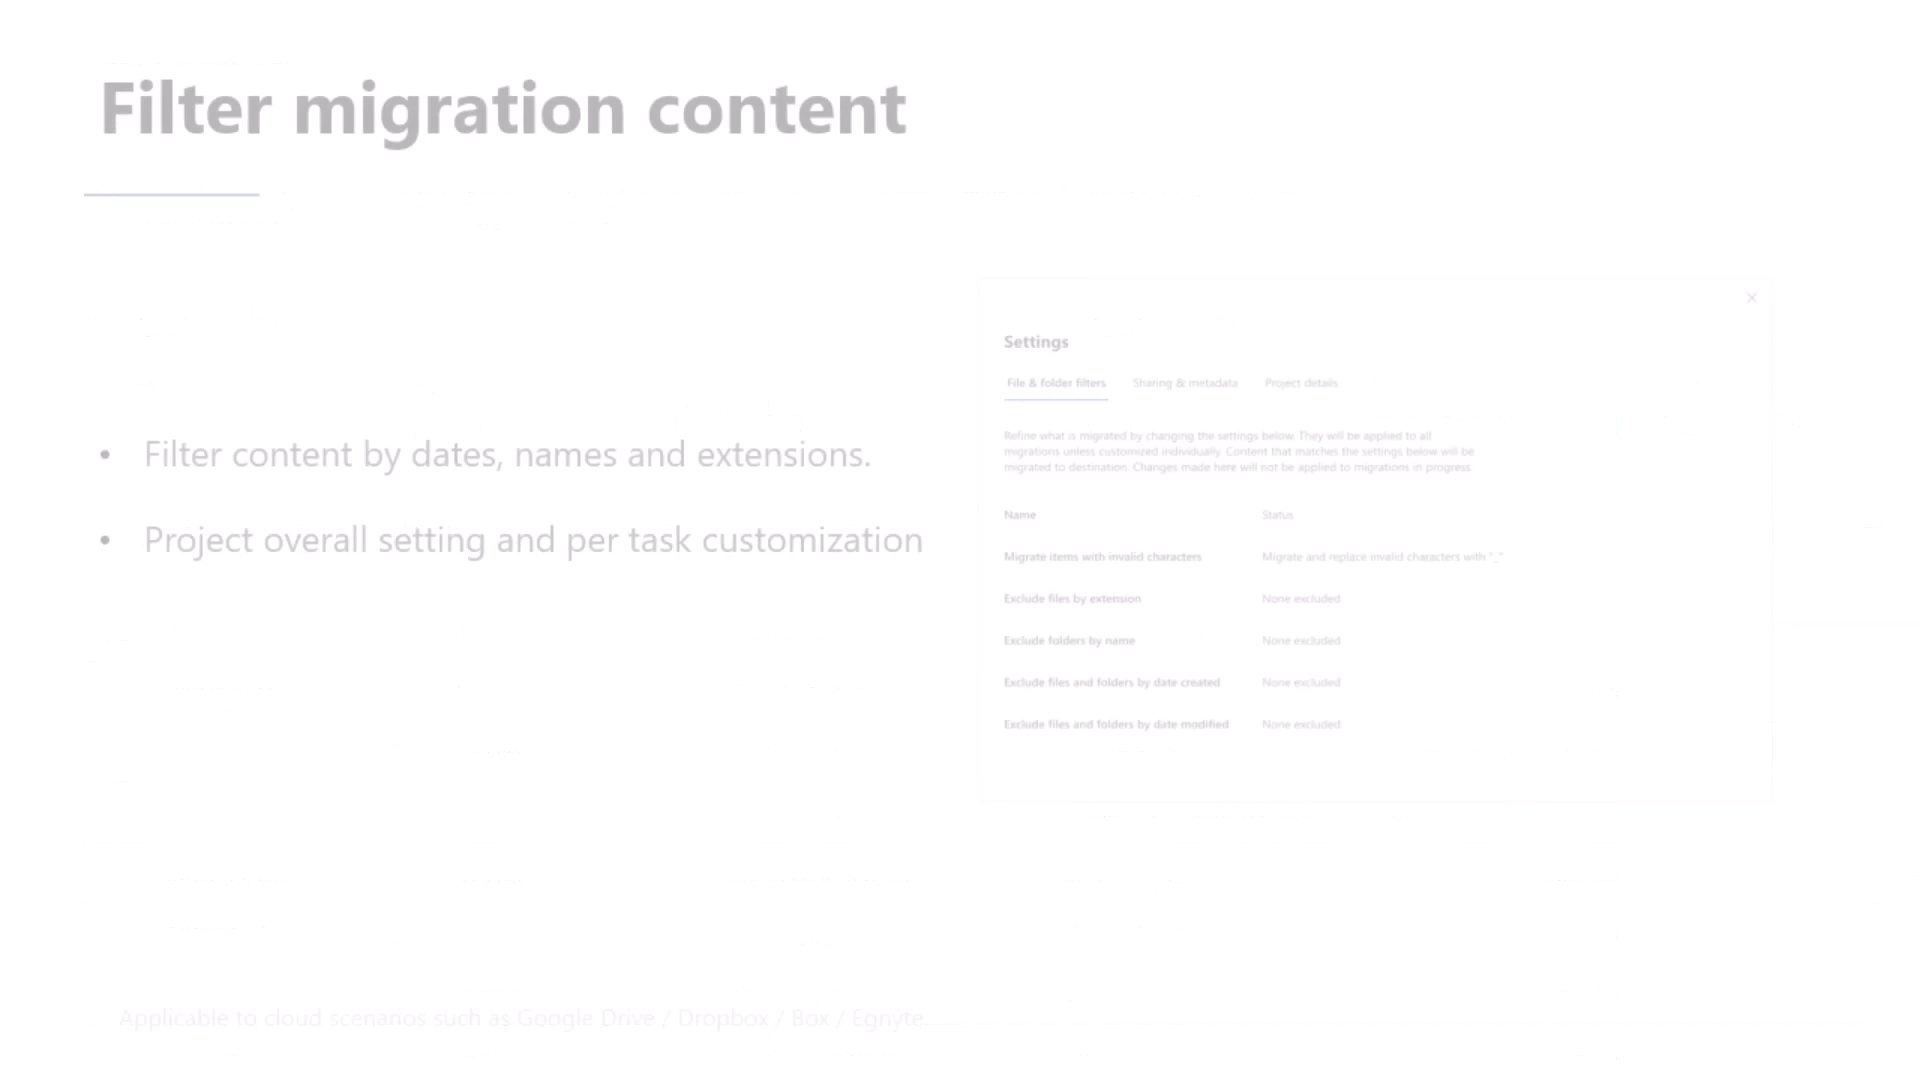 Filter migration content
• Filter content by dates, names and extensions.
• Project overall setting and per task customization
Settings
File & folder filters Sharing & metadata Project details
Refine what is migrated by changing the settings below. They will be applied to all
migrations unless customized individually. Content that matches the settings below will be
migrated to destination. Changes made here will not be applied to migrations in progress
Name Status
Migrate items with invalid characters Migrate and replace invalid characters with "_"
Exclude files by extension None excluded
Exclude folders by name None excluded
Exclude files and folders by date created None excluded
Exclude files and folders by date modified None excluded
Applicable to cloud scenarios such as Google Drive / Dropbox / Box / Egnyte